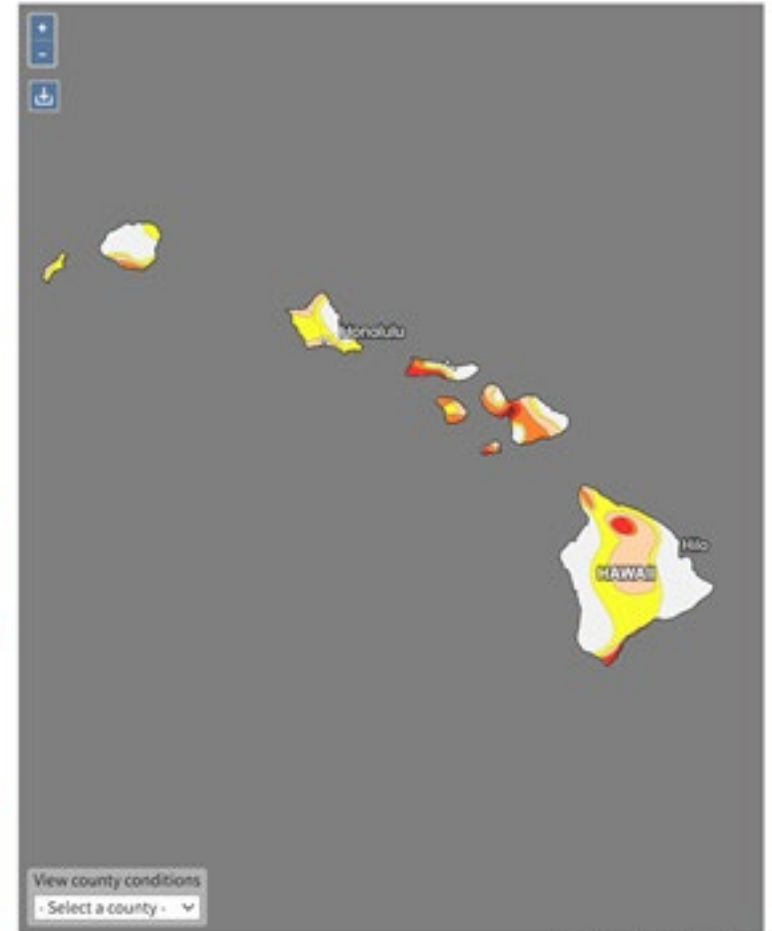 +
-
Honolulu
Hilo
HAWAII
View county conditions
- Select a county -